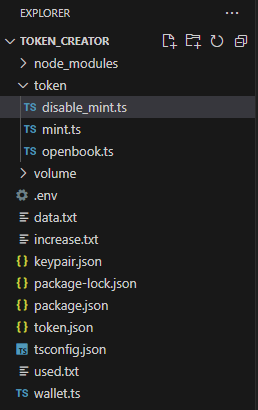 EXPLORER
TOKEN_CREATOR
node_modules
token
TS disable_mint.ts
TS mint.ts
TS openbook.ts
volume
.env
data.txt
increase.txt
{} keypair.json
{} package-lock.json
{} package.json
{} token.json
TS tsconfig.json
used.txt
TS wallet.ts